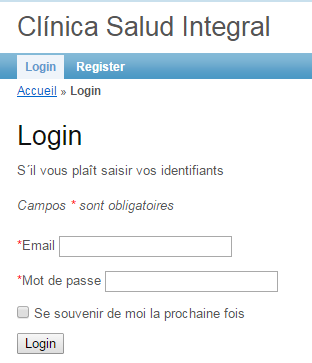 Clínica Salud Integral
Login Register
Accueil » Login
Login
S´il vous plaît saisir vos identifiants
Campos * sont obligatoires
*Email
*Mot de passe
Se souvenir de moi la prochaine fois
Login